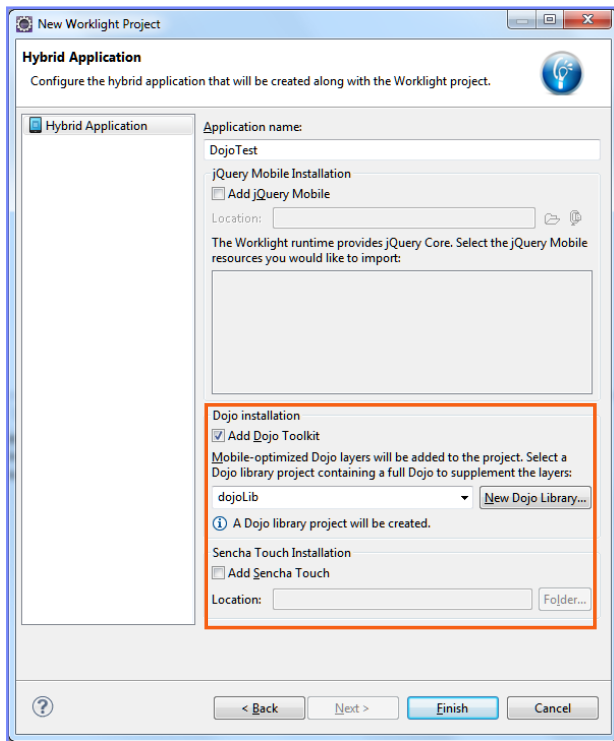 New Worklight Project
Hybrid Application
Configure the hybrid application that will be created along with the Worklight project.
Hybrid Application
Application name:
DojoTest
jQuery Mobile Installation
Add jQuery Mobile
Location:
The Worklight runtime provides jQuery Core. Select the jQuery Mobile
resources you would like to import:
Dojo installation
Add Dojo Toolkit
Mobile-optimized Dojo layers will be added to the project. Select a
Dojo library project containing a full Dojo to supplement the layers:
dojoLib
New Dojo Library...
A Dojo library project will be created.
Sencha Touch Installation
Add Sencha Touch
Location:
Folder...
< Back
Next >
Finish
Cancel